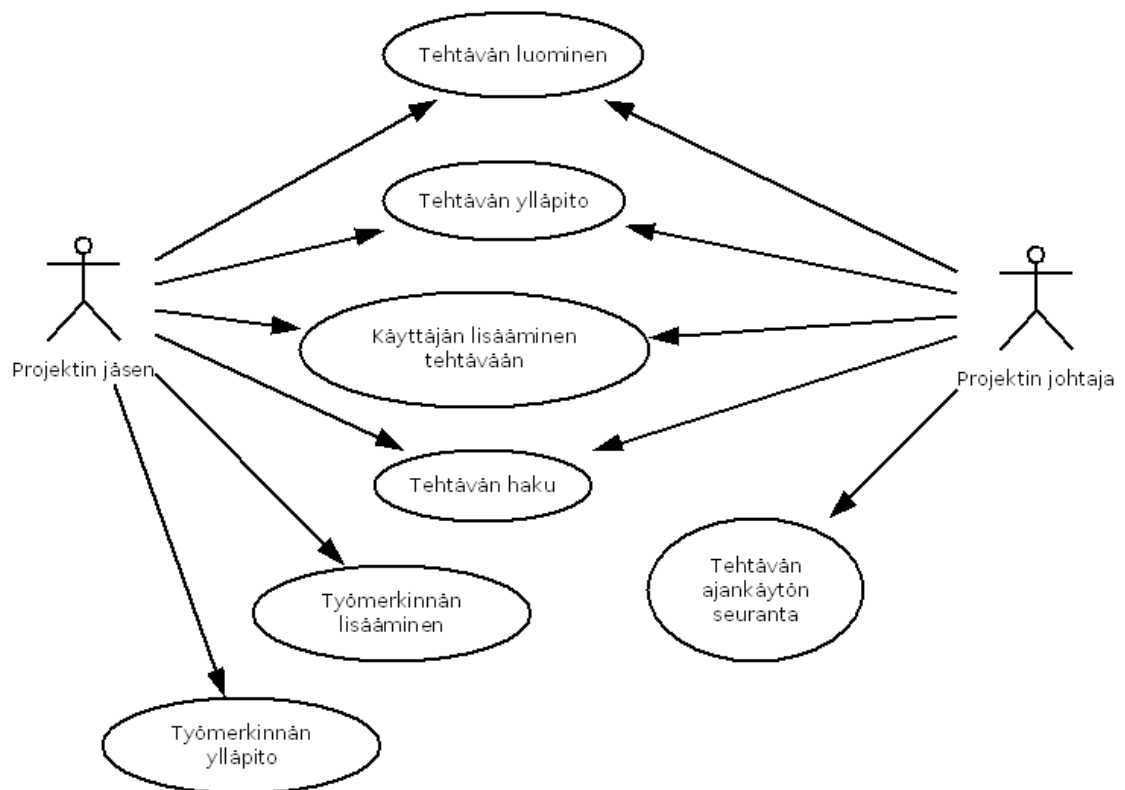 Tehtävän luominen
Tehtävän ylläpito
Käyttäjän lisääminen
tehtävään
Projektin jäsen
Projektin johtaja
Tehtävän haku
Tehtävän
ajankäytön
seuranta
Työmerkinnän
lisääminen
Työmerkinnän
ylläpito